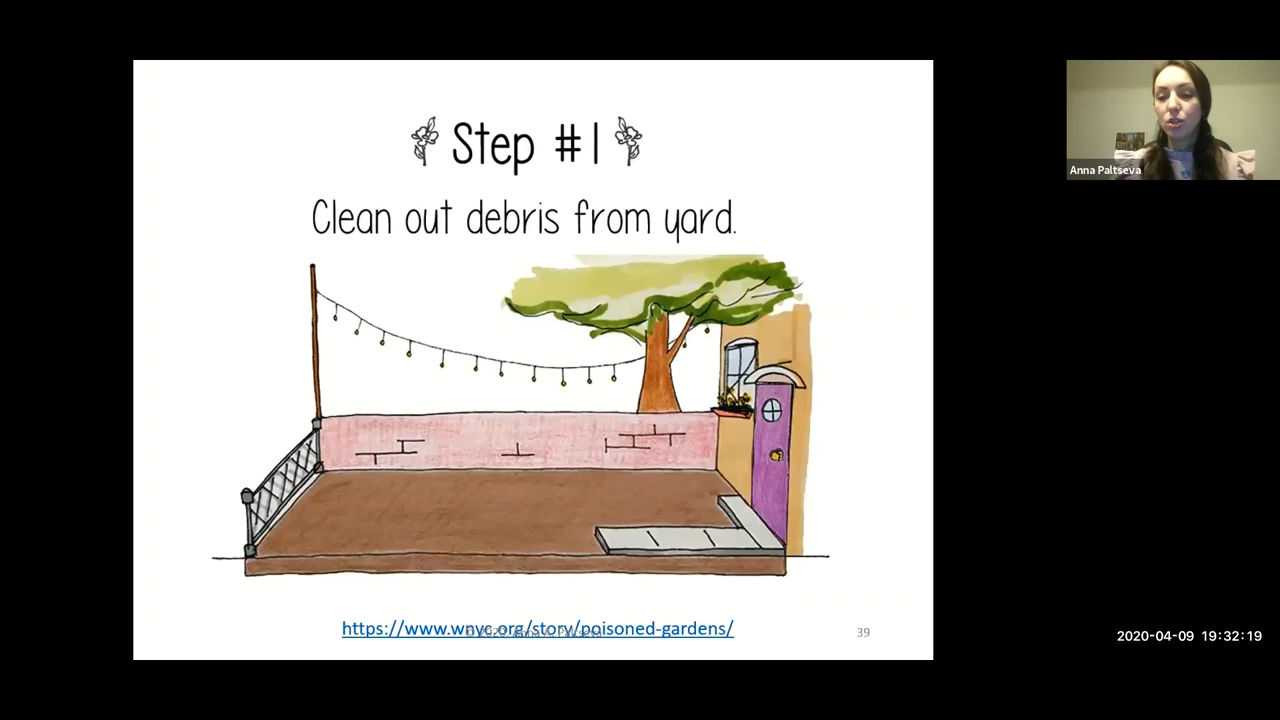 Step #1
Clean out debris from yard.
https://www.wnyc.org/story/poisoned-gardens/
39
Anna Paltseva
2020-04-09 19:32:19